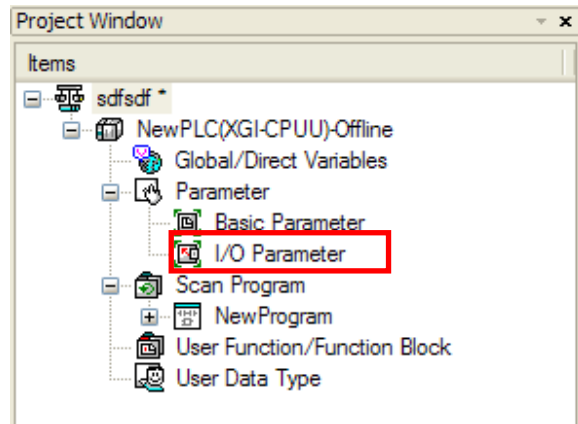 Project Window
Items
sdfsdf *
NewPLC(XGI-CPUU)-Offline
Global/Direct Variables
Parameter
Basic Parameter
I/O Parameter
Scan Program
NewProgram
User Function/Function Block
User Data Type